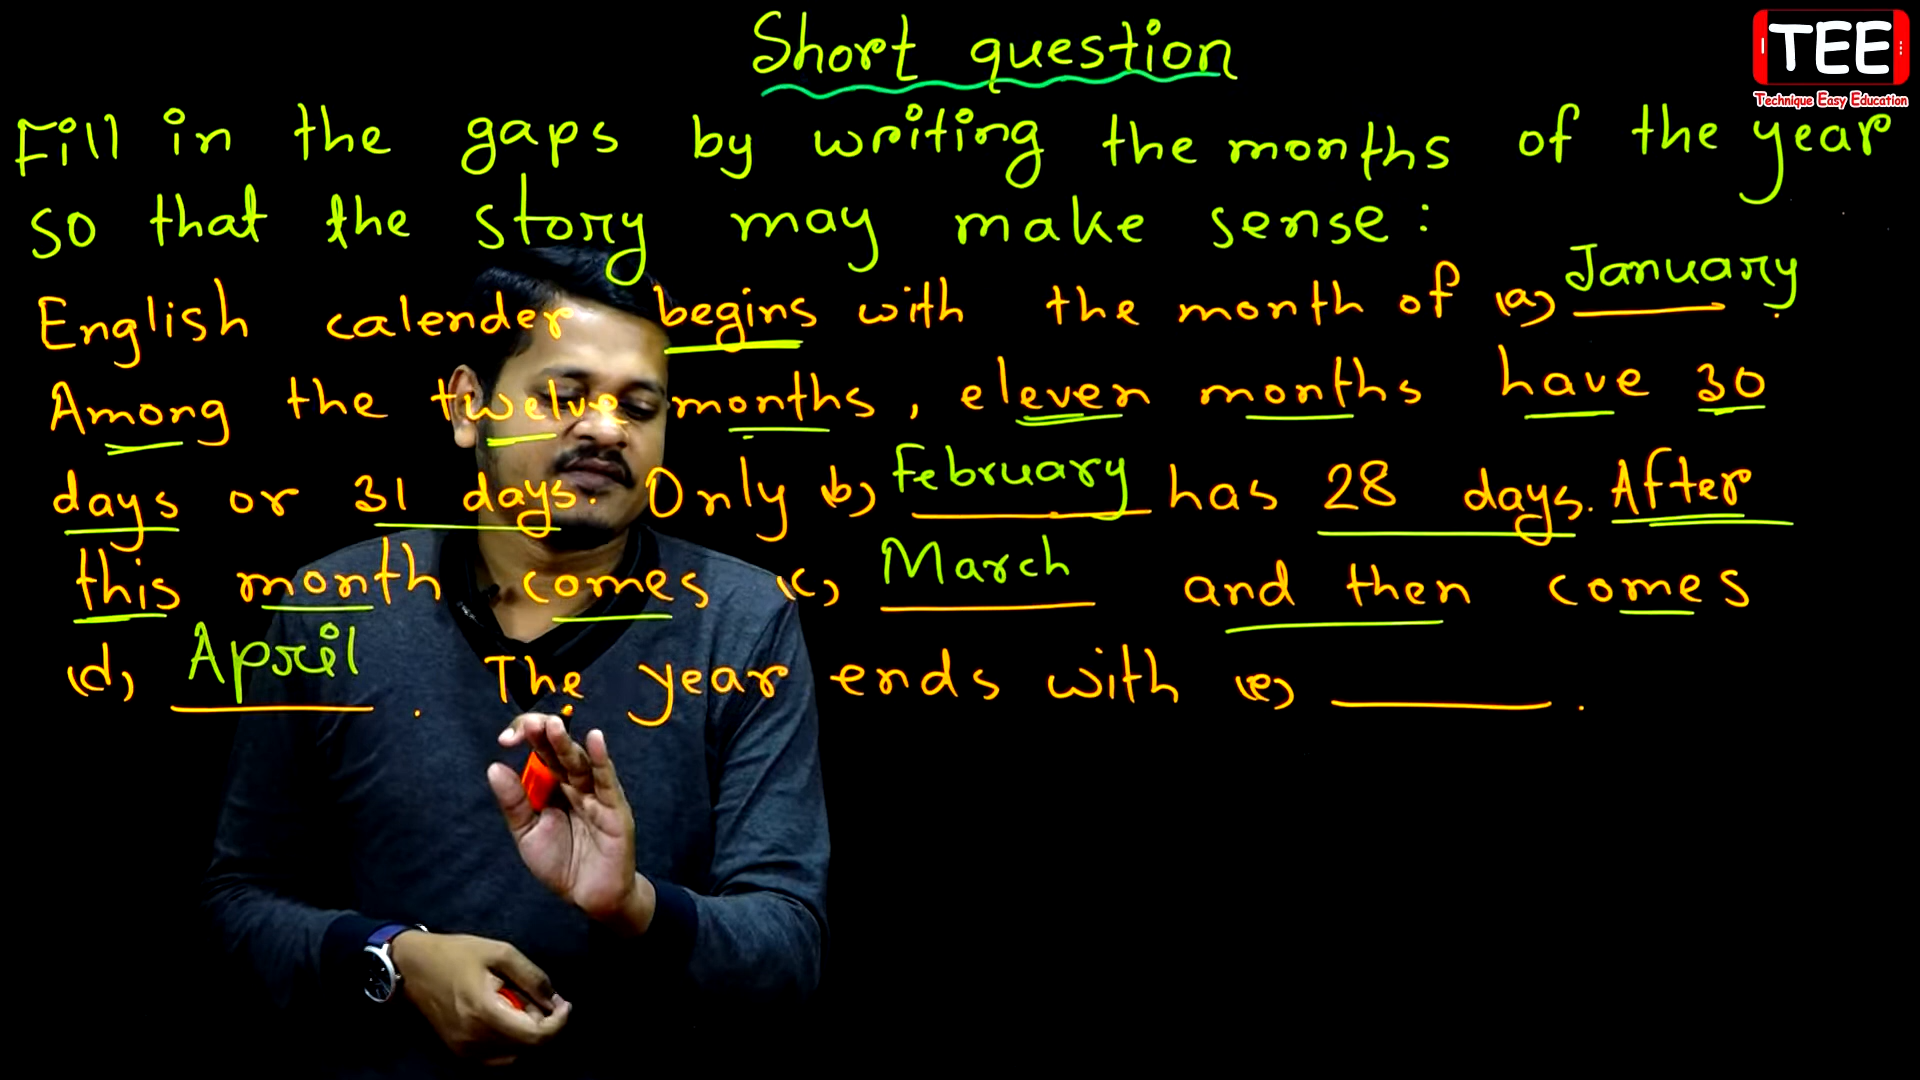 Short question
TEE
Technique Easy Education
Fill in the gaps by writing the months of the year
so that the story may make sense:
English calender begins with the month of (a) January.
Among the twelve months, eleven months have 30
days or 31 days. Only (b) February has 28 days. After
this month comes (c) March and then comes
(d) April. The year ends with (e) ______.